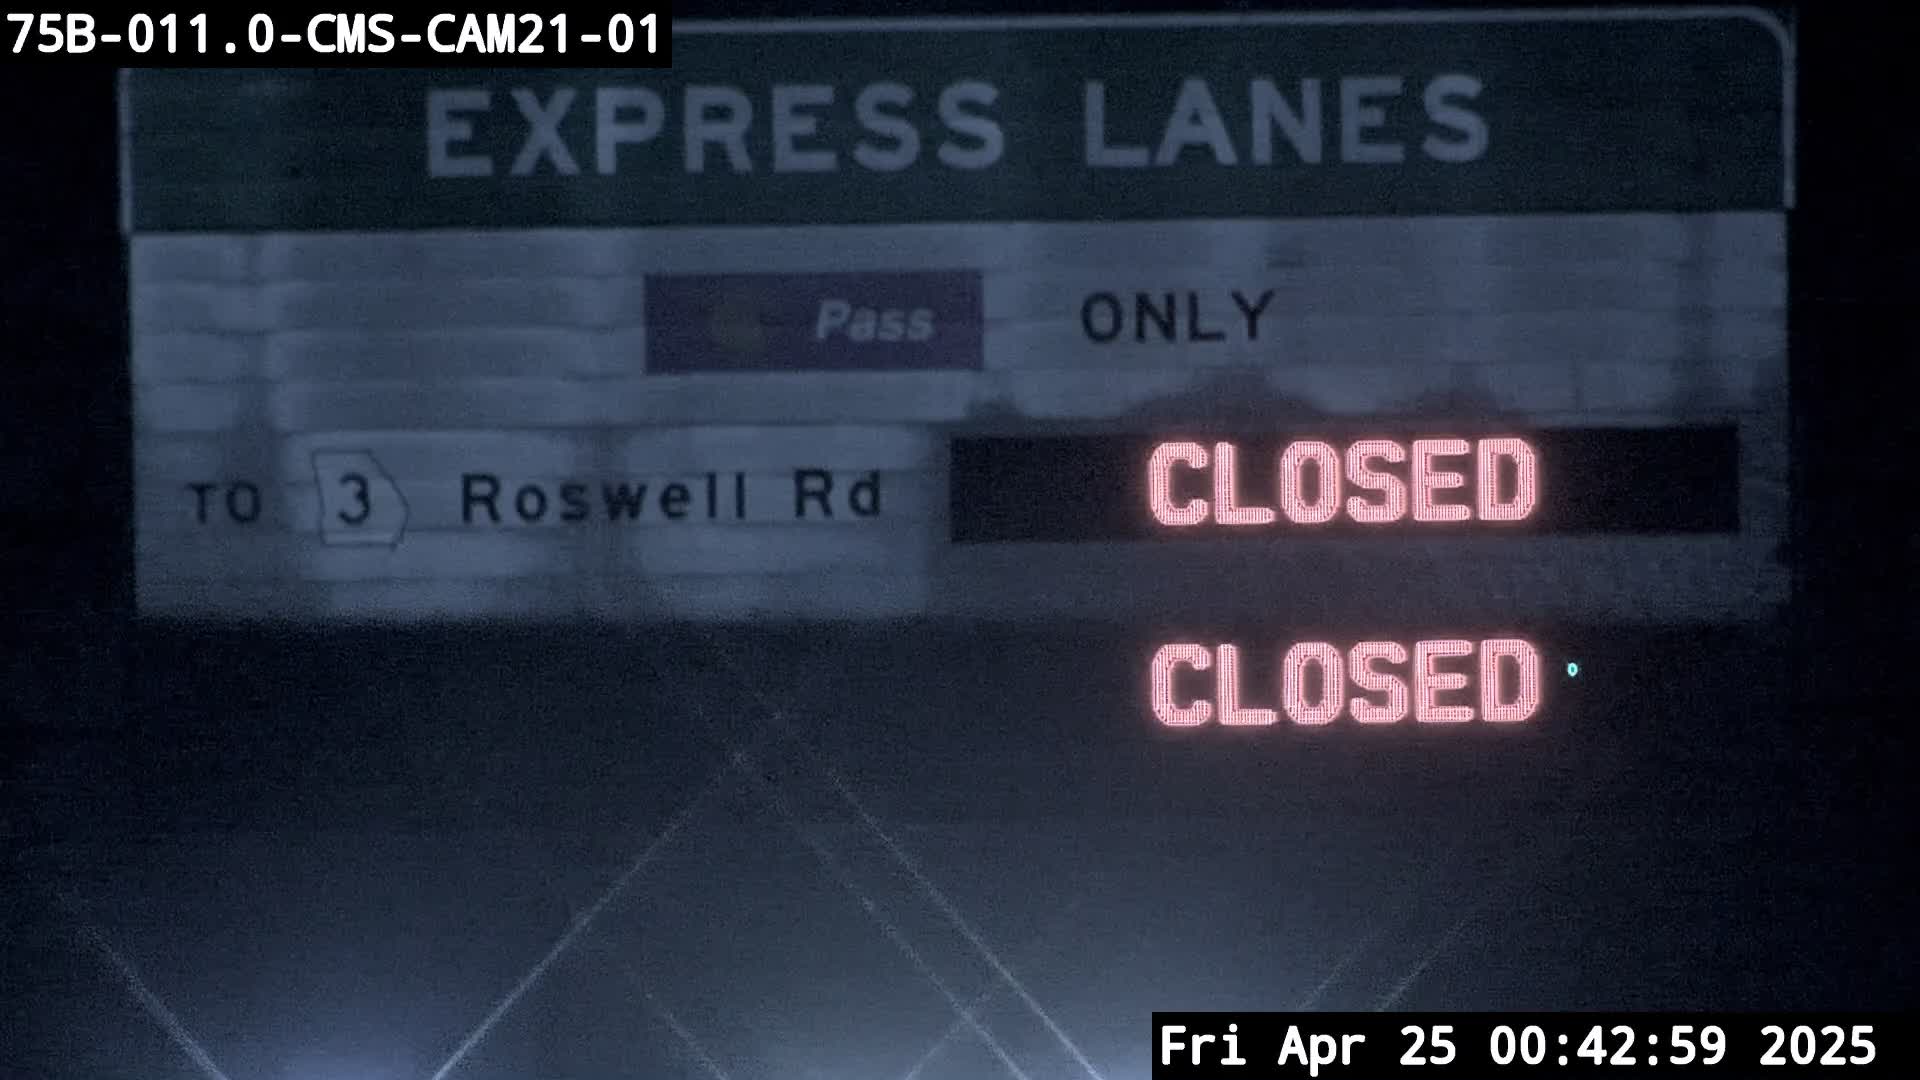 75B-011.0-CMS-CAM21-01
EXPRESS LANES
Pass ONLY
TO 3 Roswell Rd CLOSED
CLOSED
Fri Apr 25 00:42:59 2025